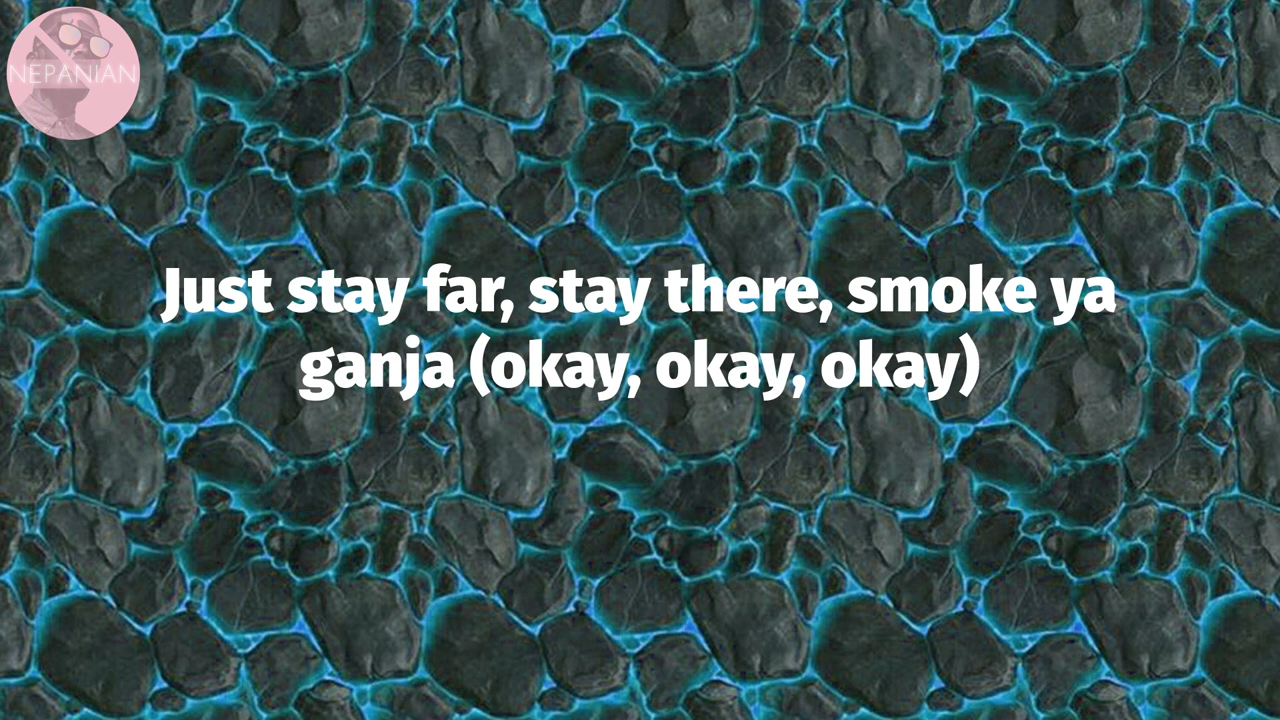 NEPANIAN
Just stay far, stay there, smoke ya
ganja (okay, okay, okay)